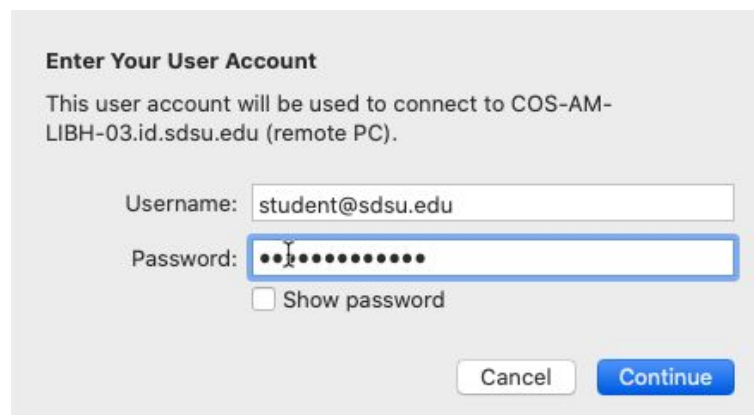 Enter Your User Account
This user account will be used to connect to COS-AM-
LIBH-03.id.sdsu.edu (remote PC).
Username: student@sdsu.edu
Password: ●●●●●●●●●●●●●
Show password
Cancel Continue